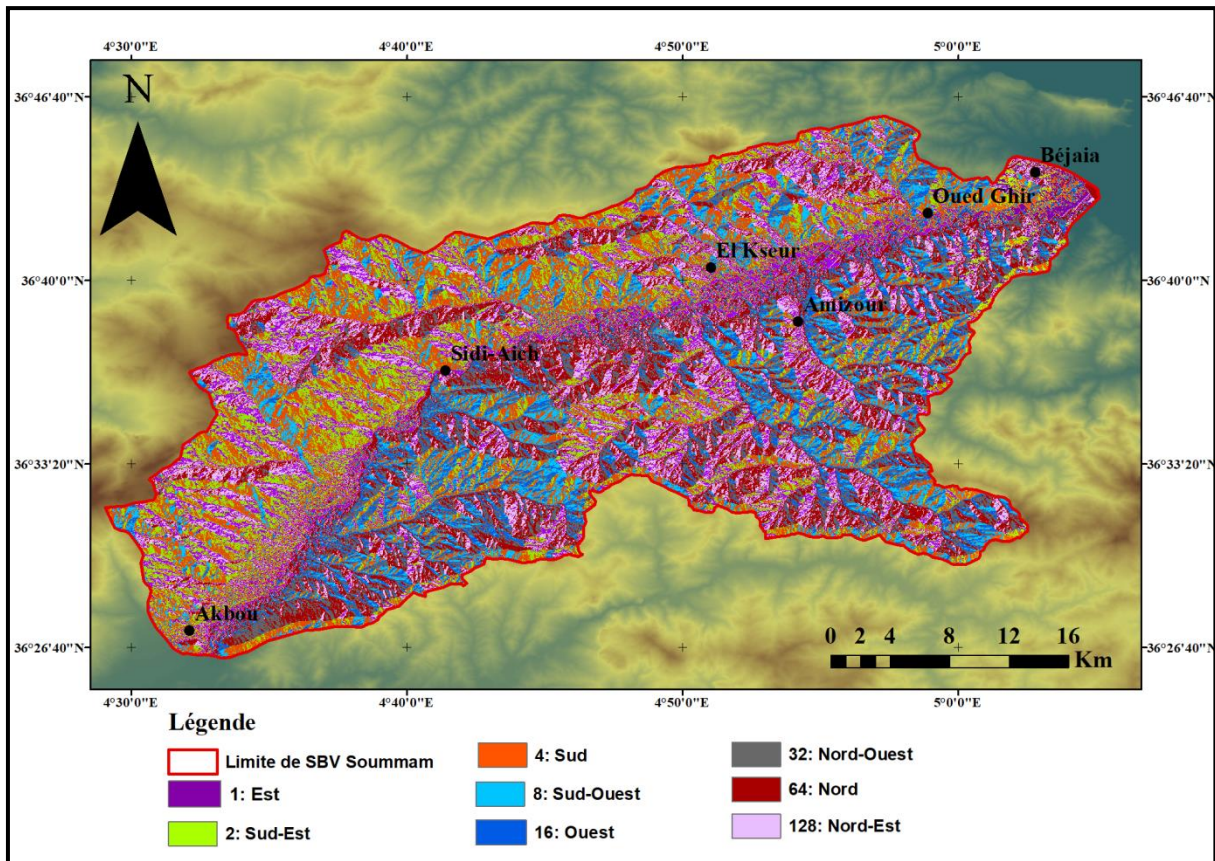 4°30'0"E 4°40'0"E 4°50'0"E 5°0'0"E
N
36°46'40"N 36°46'40"N
Béjaia
Oued Ghir
El Kseur
36°40'0"N 36°40'0"N
Amizour
Sidi-Aich
36°33'20"N 36°33'20"N
Akbou
0 2 4 8 12 16
Km
36°26'40"N 36°26'40"N
4°30'0"E 4°40'0"E 4°50'0"E 5°0'0"E
Légende
Limite de SBV Soummam
1: Est
2: Sud-Est
4: Sud
8: Sud-Ouest
16: Ouest
32: Nord-Ouest
64: Nord
128: Nord-Est